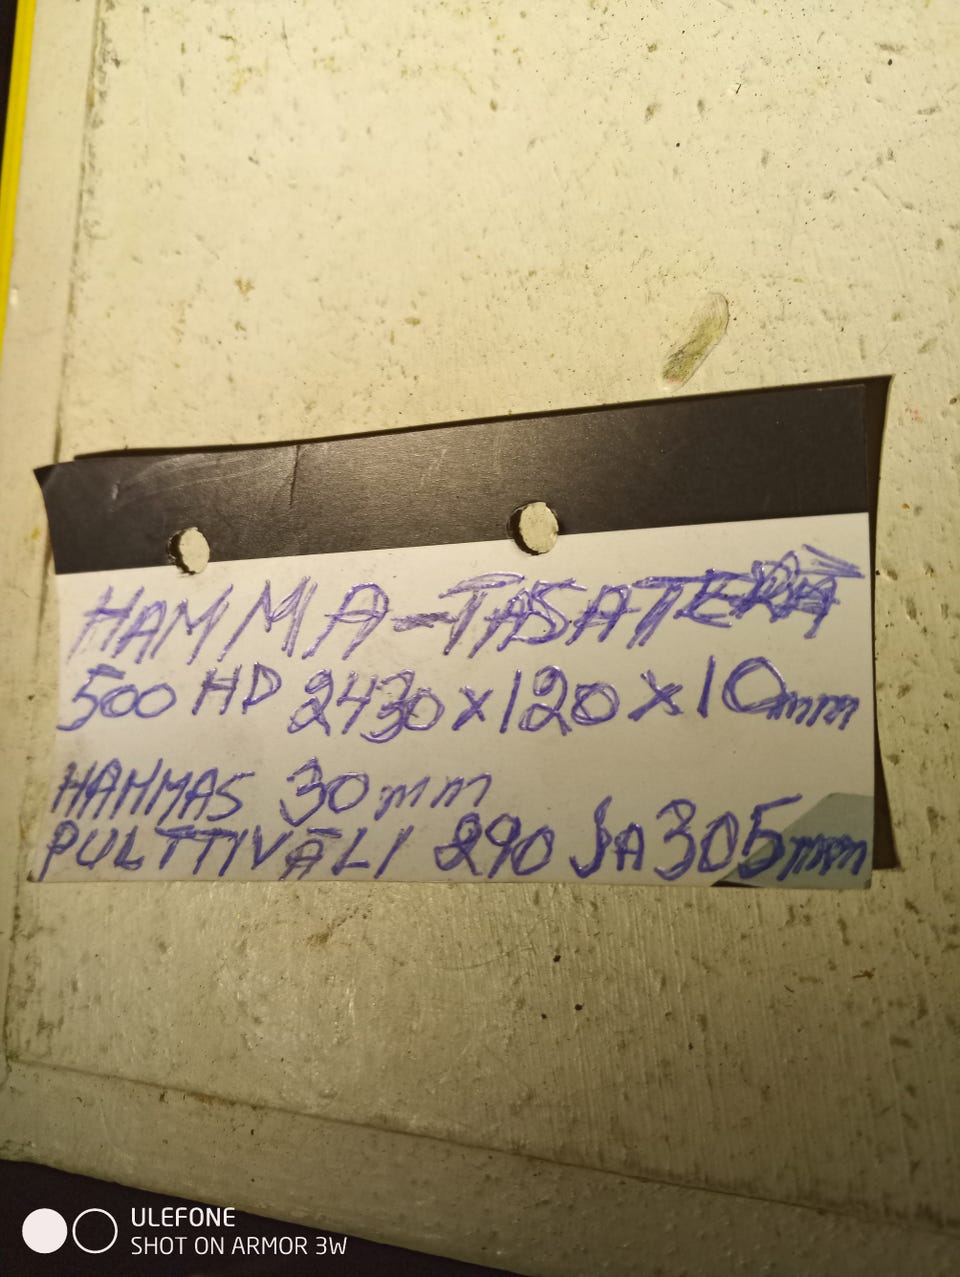 HAMMA-TASATERÄ
500 HD 2430x120x10mm
HAMMAS 30mm
PULTTIVÄLI 290 JA 305mm
ULEFONE
SHOT ON ARMOR 3W